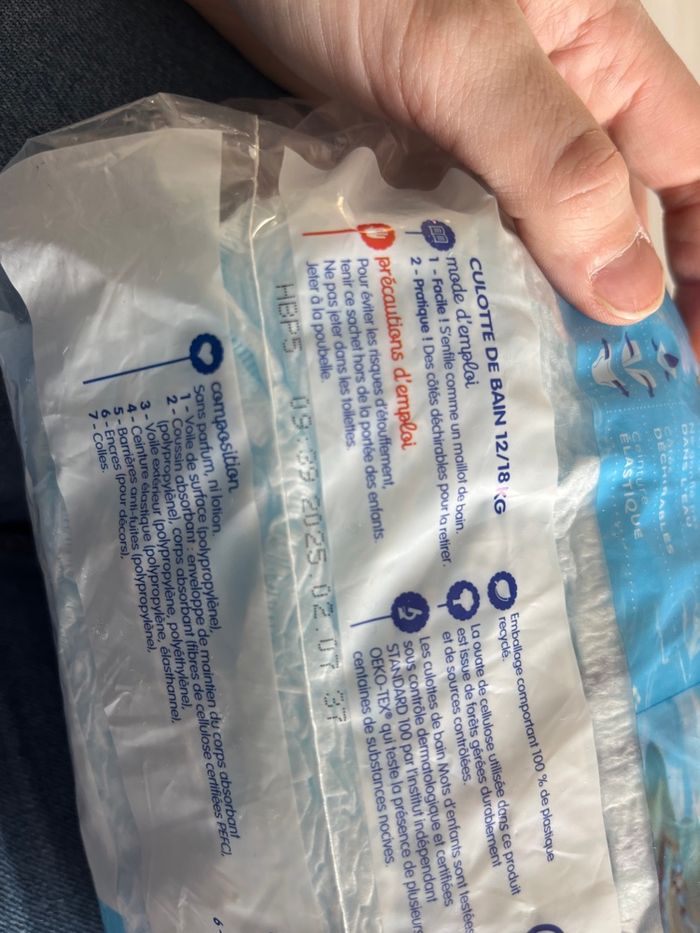 DANS L'EAU
DÉCHIRABLES
ceinture
ÉLASTIQUE
CULOTTE DE BAIN 12/18 KG
mode d'emploi
1 - Facile ! S'enfile comme un maillot de bain.
2 - Pratique ! Des côtés déchirables pour la retirer.
précautions d'emploi
Pour éviter les risques d'étouffement,
tenir ce sachet hors de la portée des enfants.
Ne pas jeter dans les toilettes.
Jeter à la poubelle.
Emballage comportant 100 % de plastique
recyclé.
La ouate de cellulose utilisée dans ce produit
est issue de forêts gérées durablement
et de sources contrôlées.
Les culottes de bain Mots d'enfants sont testées
sous contrôle dermatologique et certifiées
STANDARD 100 par l'institut indépendant
OEKO-TEX® qui teste la présence de plusieurs
centaines de substances nocives.
HBP5 09:39 2025.02.07 37
composition
Sans parfum, ni lotion.
1 - Voile de surface (polypropylène),
2 - Coussin absorbant : enveloppe de maintien du corps absorbant
(polypropylène), corps absorbant (fibres de cellulose certifiées PEFC),
3 - Voile extérieur (polypropylène, polyéthylène),
4 - Ceinture élastique (polypropylène, élasthanne),
5 - Barrières anti-fuites (polypropylène),
6 - Encres (pour décors),
7 - Colles.
6 -